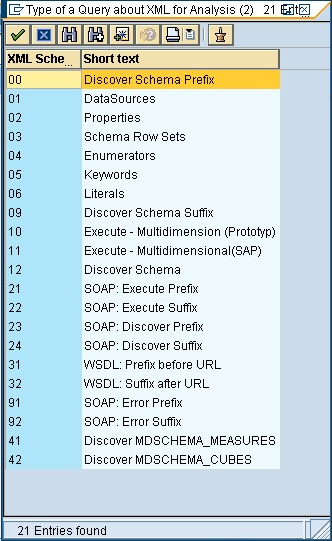 Type of a Query about XML for Analysis (2) 21 Entri...
XML Sche... Short text
00 Discover Schema Prefix
01 DataSources
02 Properties
03 Schema Row Sets
04 Enumerators
05 Keywords
06 Literals
09 Discover Schema Suffix
10 Execute - Multidimension (Prototyp)
11 Execute - Multidimensional(SAP)
12 Discover Schema
21 SOAP: Execute Prefix
22 SOAP: Execute Suffix
23 SOAP: Discover Prefix
24 SOAP: Discover Suffix
31 WSDL: Prefix before URL
32 WSDL: Suffix after URL
91 SOAP: Error Prefix
92 SOAP: Error Suffix
41 Discover MDSCHEMA_MEASURES
42 Discover MDSCHEMA_CUBES
21 Entries found